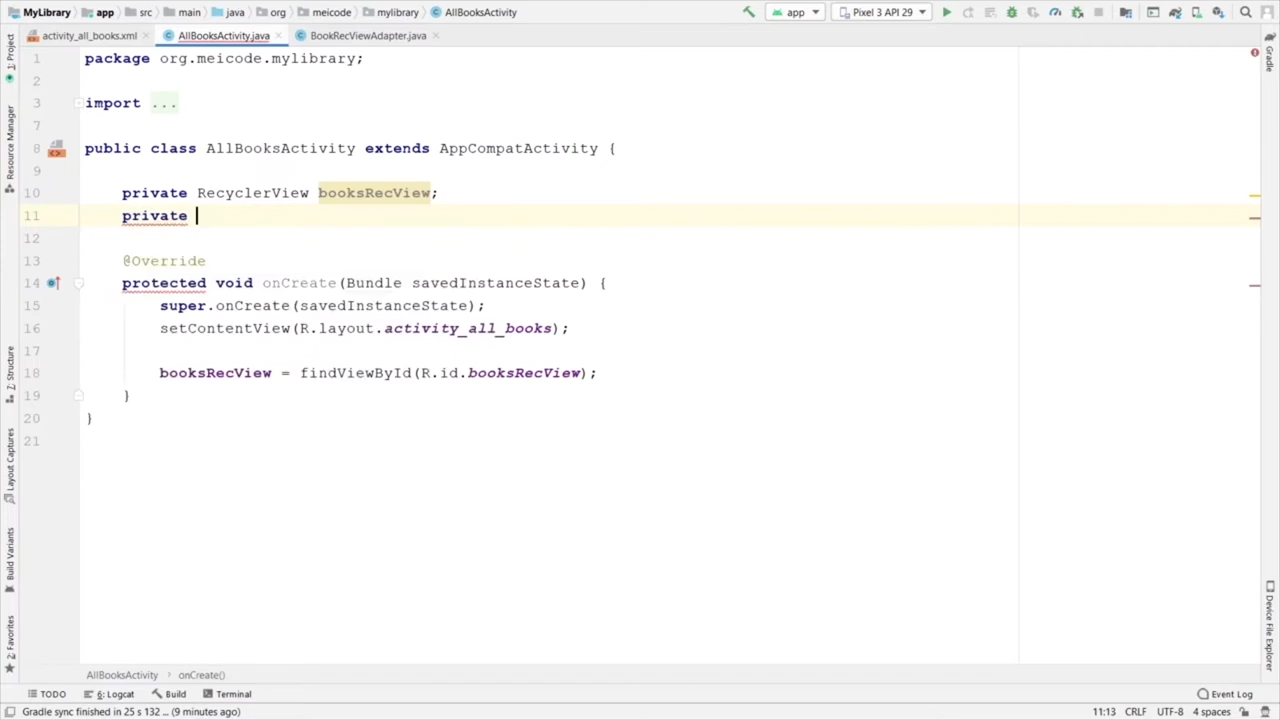 MyLibrary app src main java org meicode mylibrary AllBooksActivity app Pixel 3 API 29
activity_all_books.xml AllBooksActivity.java BookRecViewAdapter.java
1: Project
Resource Manager
Z: Structure
Layout Captures
Build Variants
2: Favorites
1 package org.meicode.mylibrary;
2
3 import ...
7
8 public class AllBooksActivity extends AppCompatActivity {
9
10 private RecyclerView booksRecView;
11 private
12
13 @Override
14 protected void onCreate(Bundle savedInstanceState) {
15 super.onCreate(savedInstanceState);
16 setContentView(R.layout.activity_all_books);
17
18 booksRecView = findViewById(R.id.booksRecView);
19 }
20 }
21
Gradle
Device File Explorer
AllBooksActivity onCreate()
TODO 6: Logcat Build Terminal Event Log
Gradle sync finished in 25 s 132 ... (9 minutes ago) 11:13 CRLF UTF-8 4 spaces